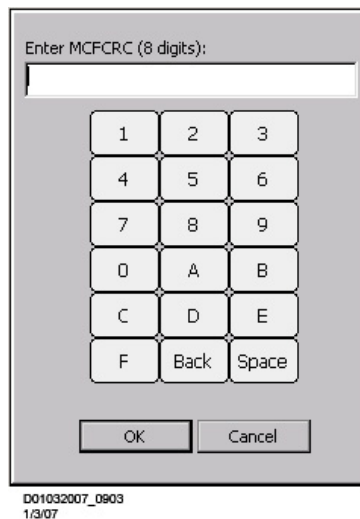 Enter MCFCRC (8 digits):
1 2 3
4 5 6
7 8 9
0 A B
C D E
F Back Space
OK Cancel
D01032007_0903
1/3/07